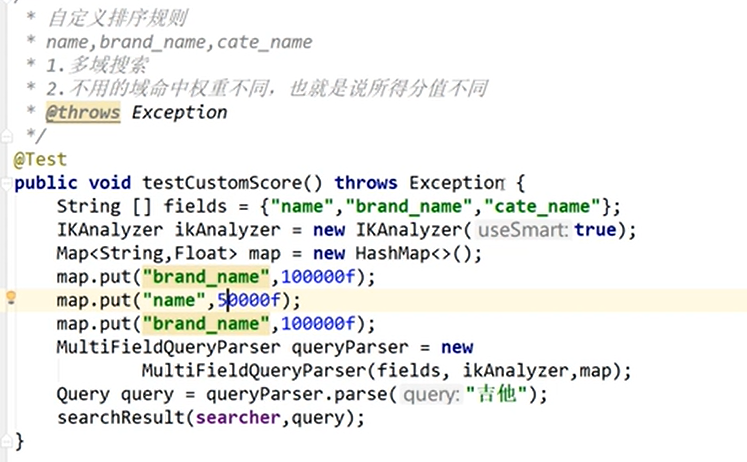 * 自定义排序规则
* name,brand_name,cate_name
* 1.多域搜索
* 2.不用的域命中权重不同，也就是说所得分值不同
* @throws Exception
*/
@Test
public void testCustomScore() throws Exception {
String [] fields = {"name","brand_name","cate_name"};
IKAnalyzer ikAnalyzer = new IKAnalyzer( useSmart: true);
Map<String,Float> map = new HashMap<>();
map.put("brand_name",100000f);
map.put("name",50000f);
map.put("brand_name",100000f);
MultiFieldQueryParser queryParser = new
MultiFieldQueryParser(fields, ikAnalyzer,map);
Query query = queryParser.parse( query: "吉他");
searchResult(searcher,query);
}